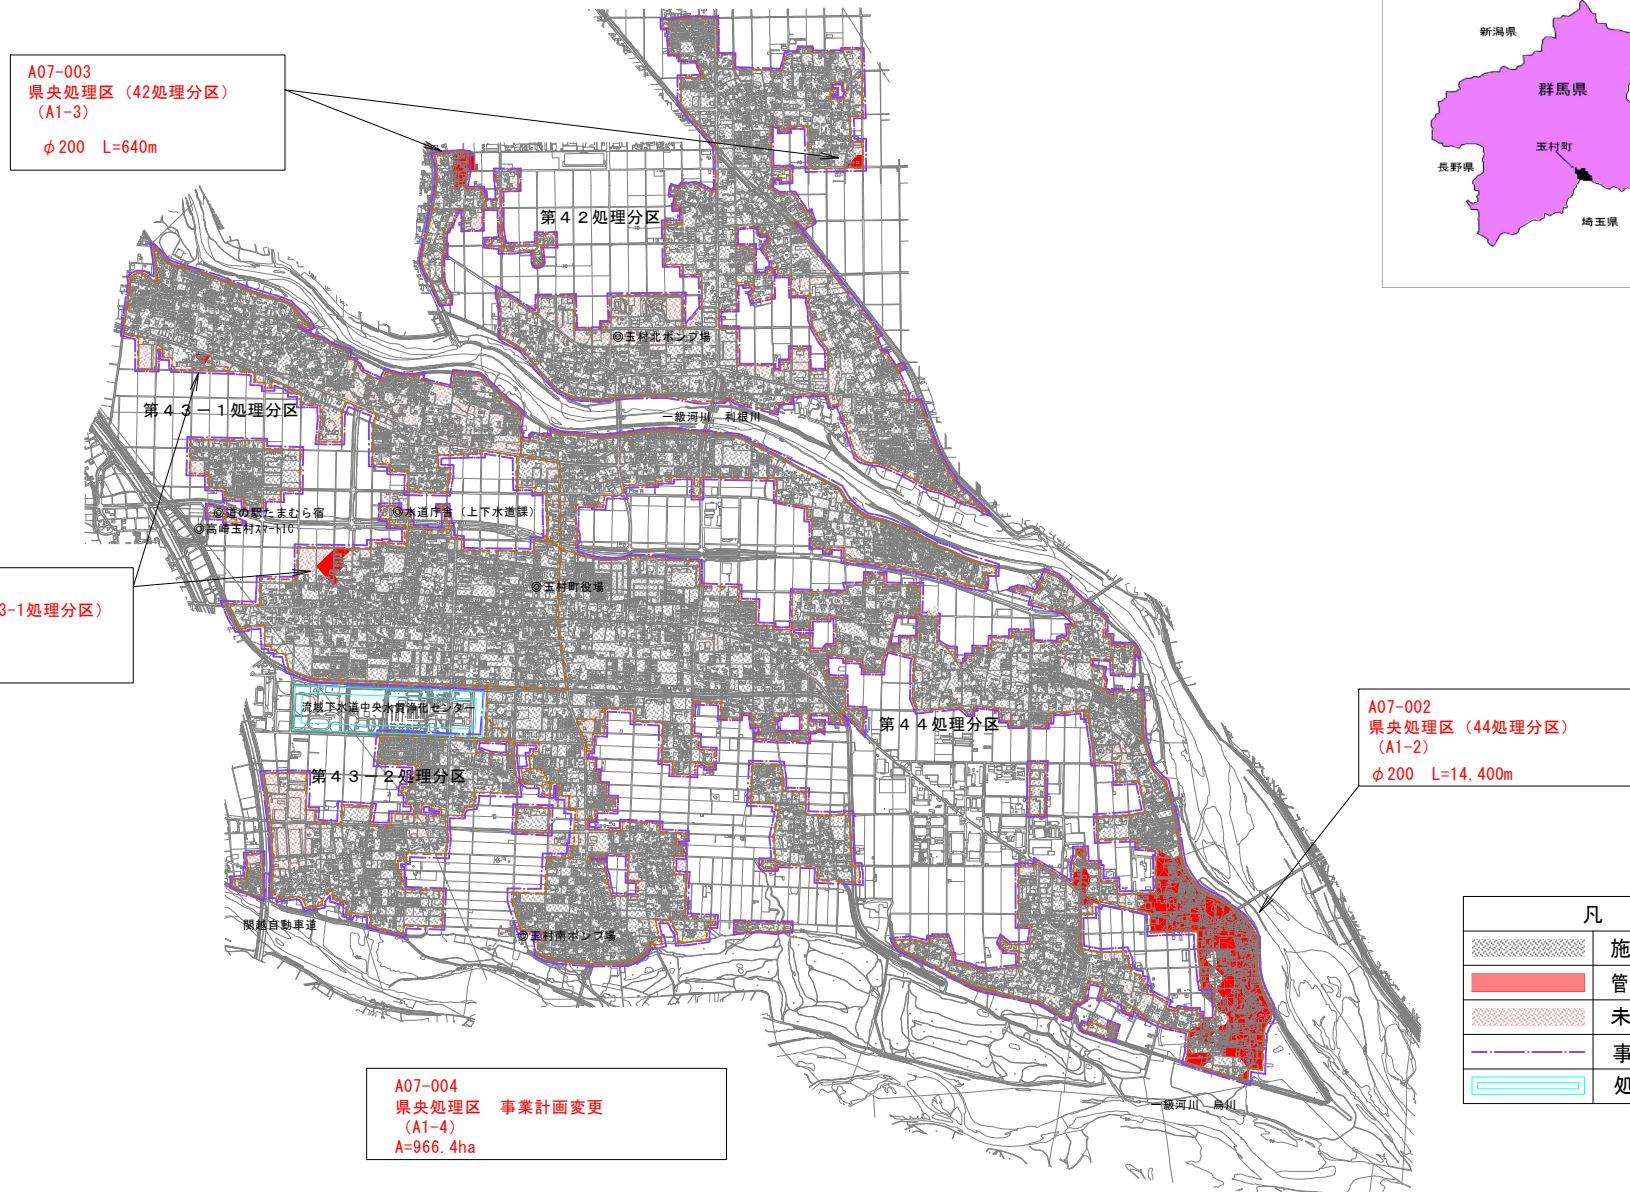 A07-003
県央処理区（42処理分区）
（A1-3）
φ200　L=640m
新潟県
群馬県
玉村町
長野県
埼玉県
第４２処理分区
◎玉村北ポンプ場
第４３－１処理分区
一級河川　利根川
◎道の駅たまむら宿
◎高崎玉村スマートIC
◎水道庁舎（上下水道課）
◎玉村町役場
3-1処理分区）
流域下水道中央水質浄化センター
第４４処理分区
第４３－２処理分区
A07-002
県央処理区（44処理分区）
（A1-2）
φ200　L=14,400m
関越自動車道
◎玉村南ポンプ場
凡
施
管
未
事
処
A07-004
県央処理区　事業計画変更
（A1-4）
A=966.4ha
一級河川　烏川